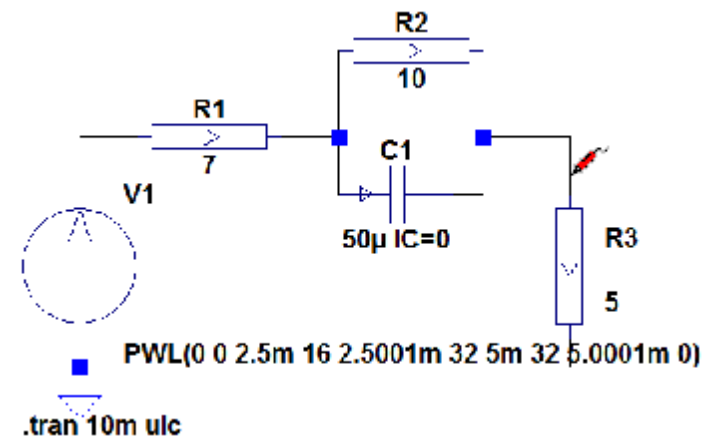 R2
10
R1
7
C1
50µ IC=0
V1
R3
5
PWL(0 0 2.5m 16 2.5001m 32 5m 32 5.0001m 0)
.tran 10m uic